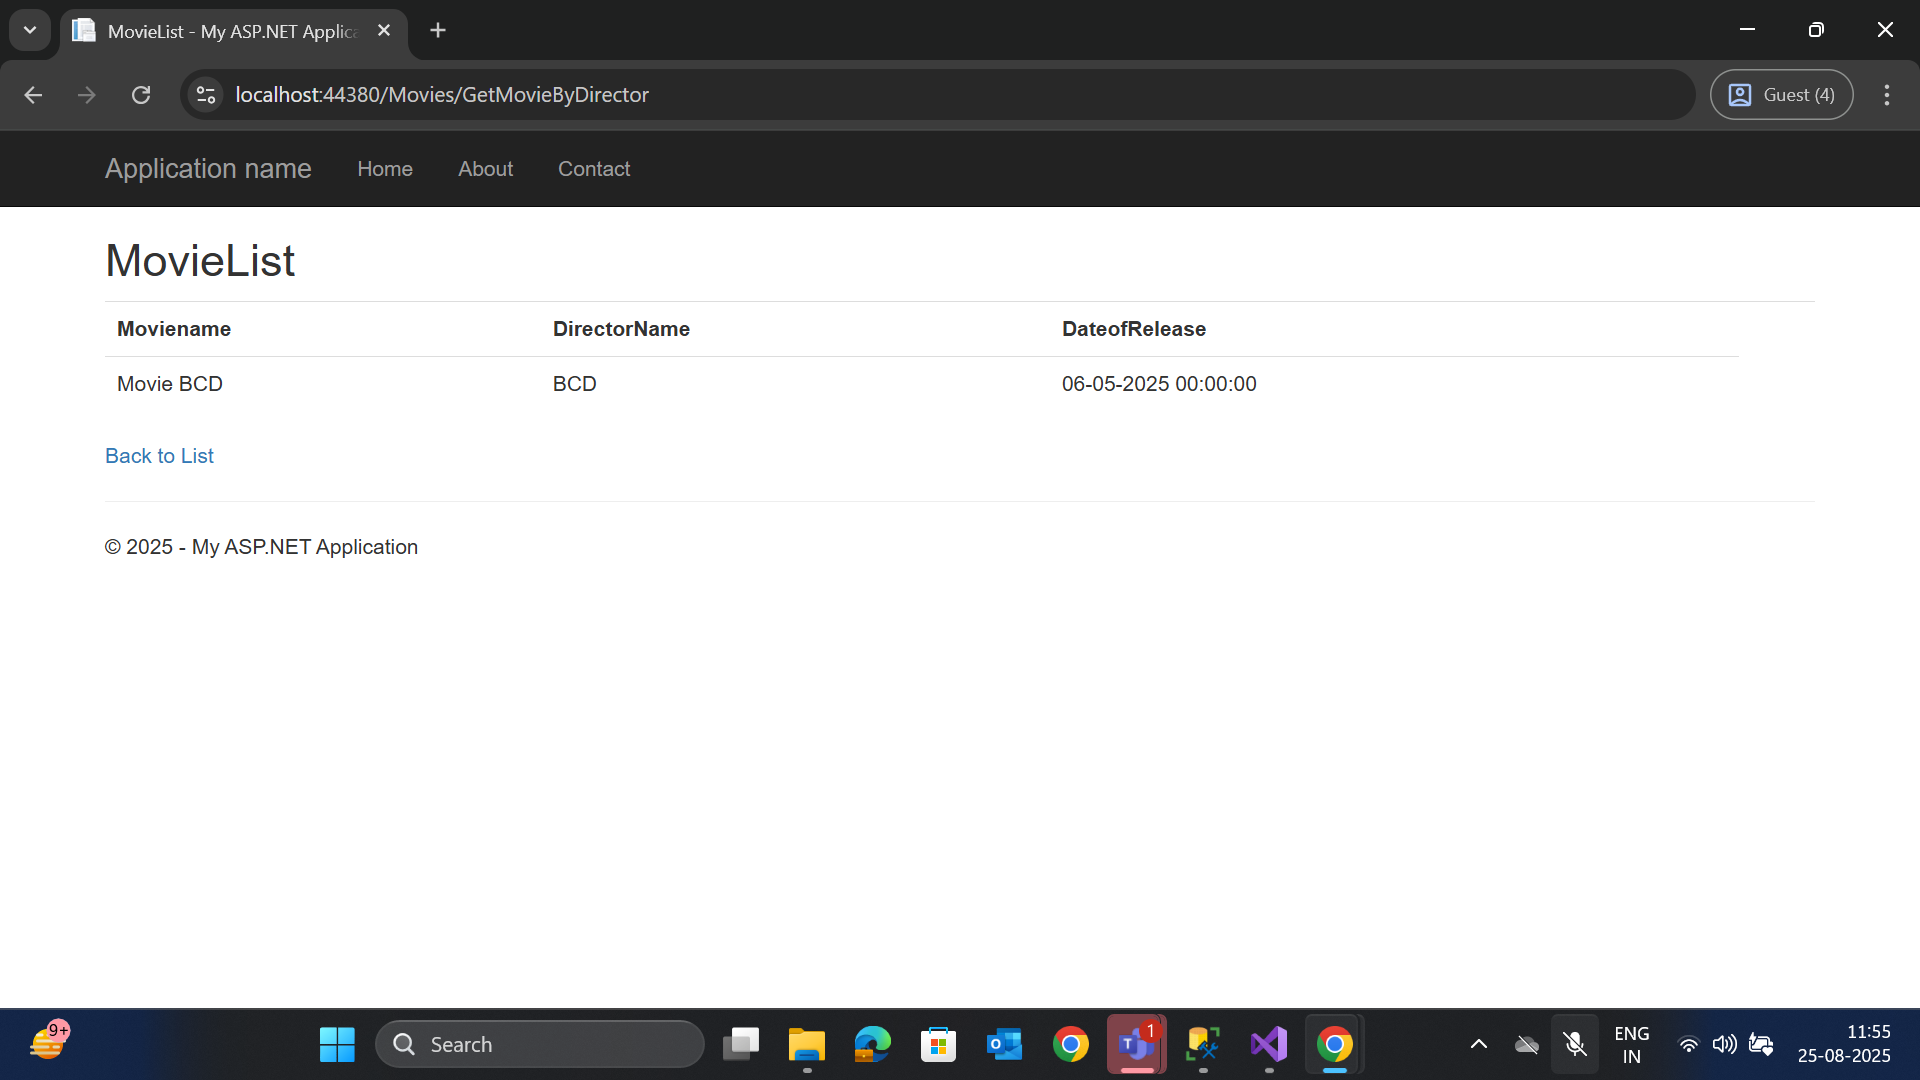 MovieList - My ASP.NET Applic
localhost:44380/Movies/GetMovieByDirector
Guest (4)
Application name Home About Contact
MovieList
Moviename DirectorName DateofRelease
Movie BCD BCD 06-05-2025 00:00:00
Back to List
© 2025 - My ASP.NET Application
9+
Search
1
ENG
IN
11:55
25-08-2025